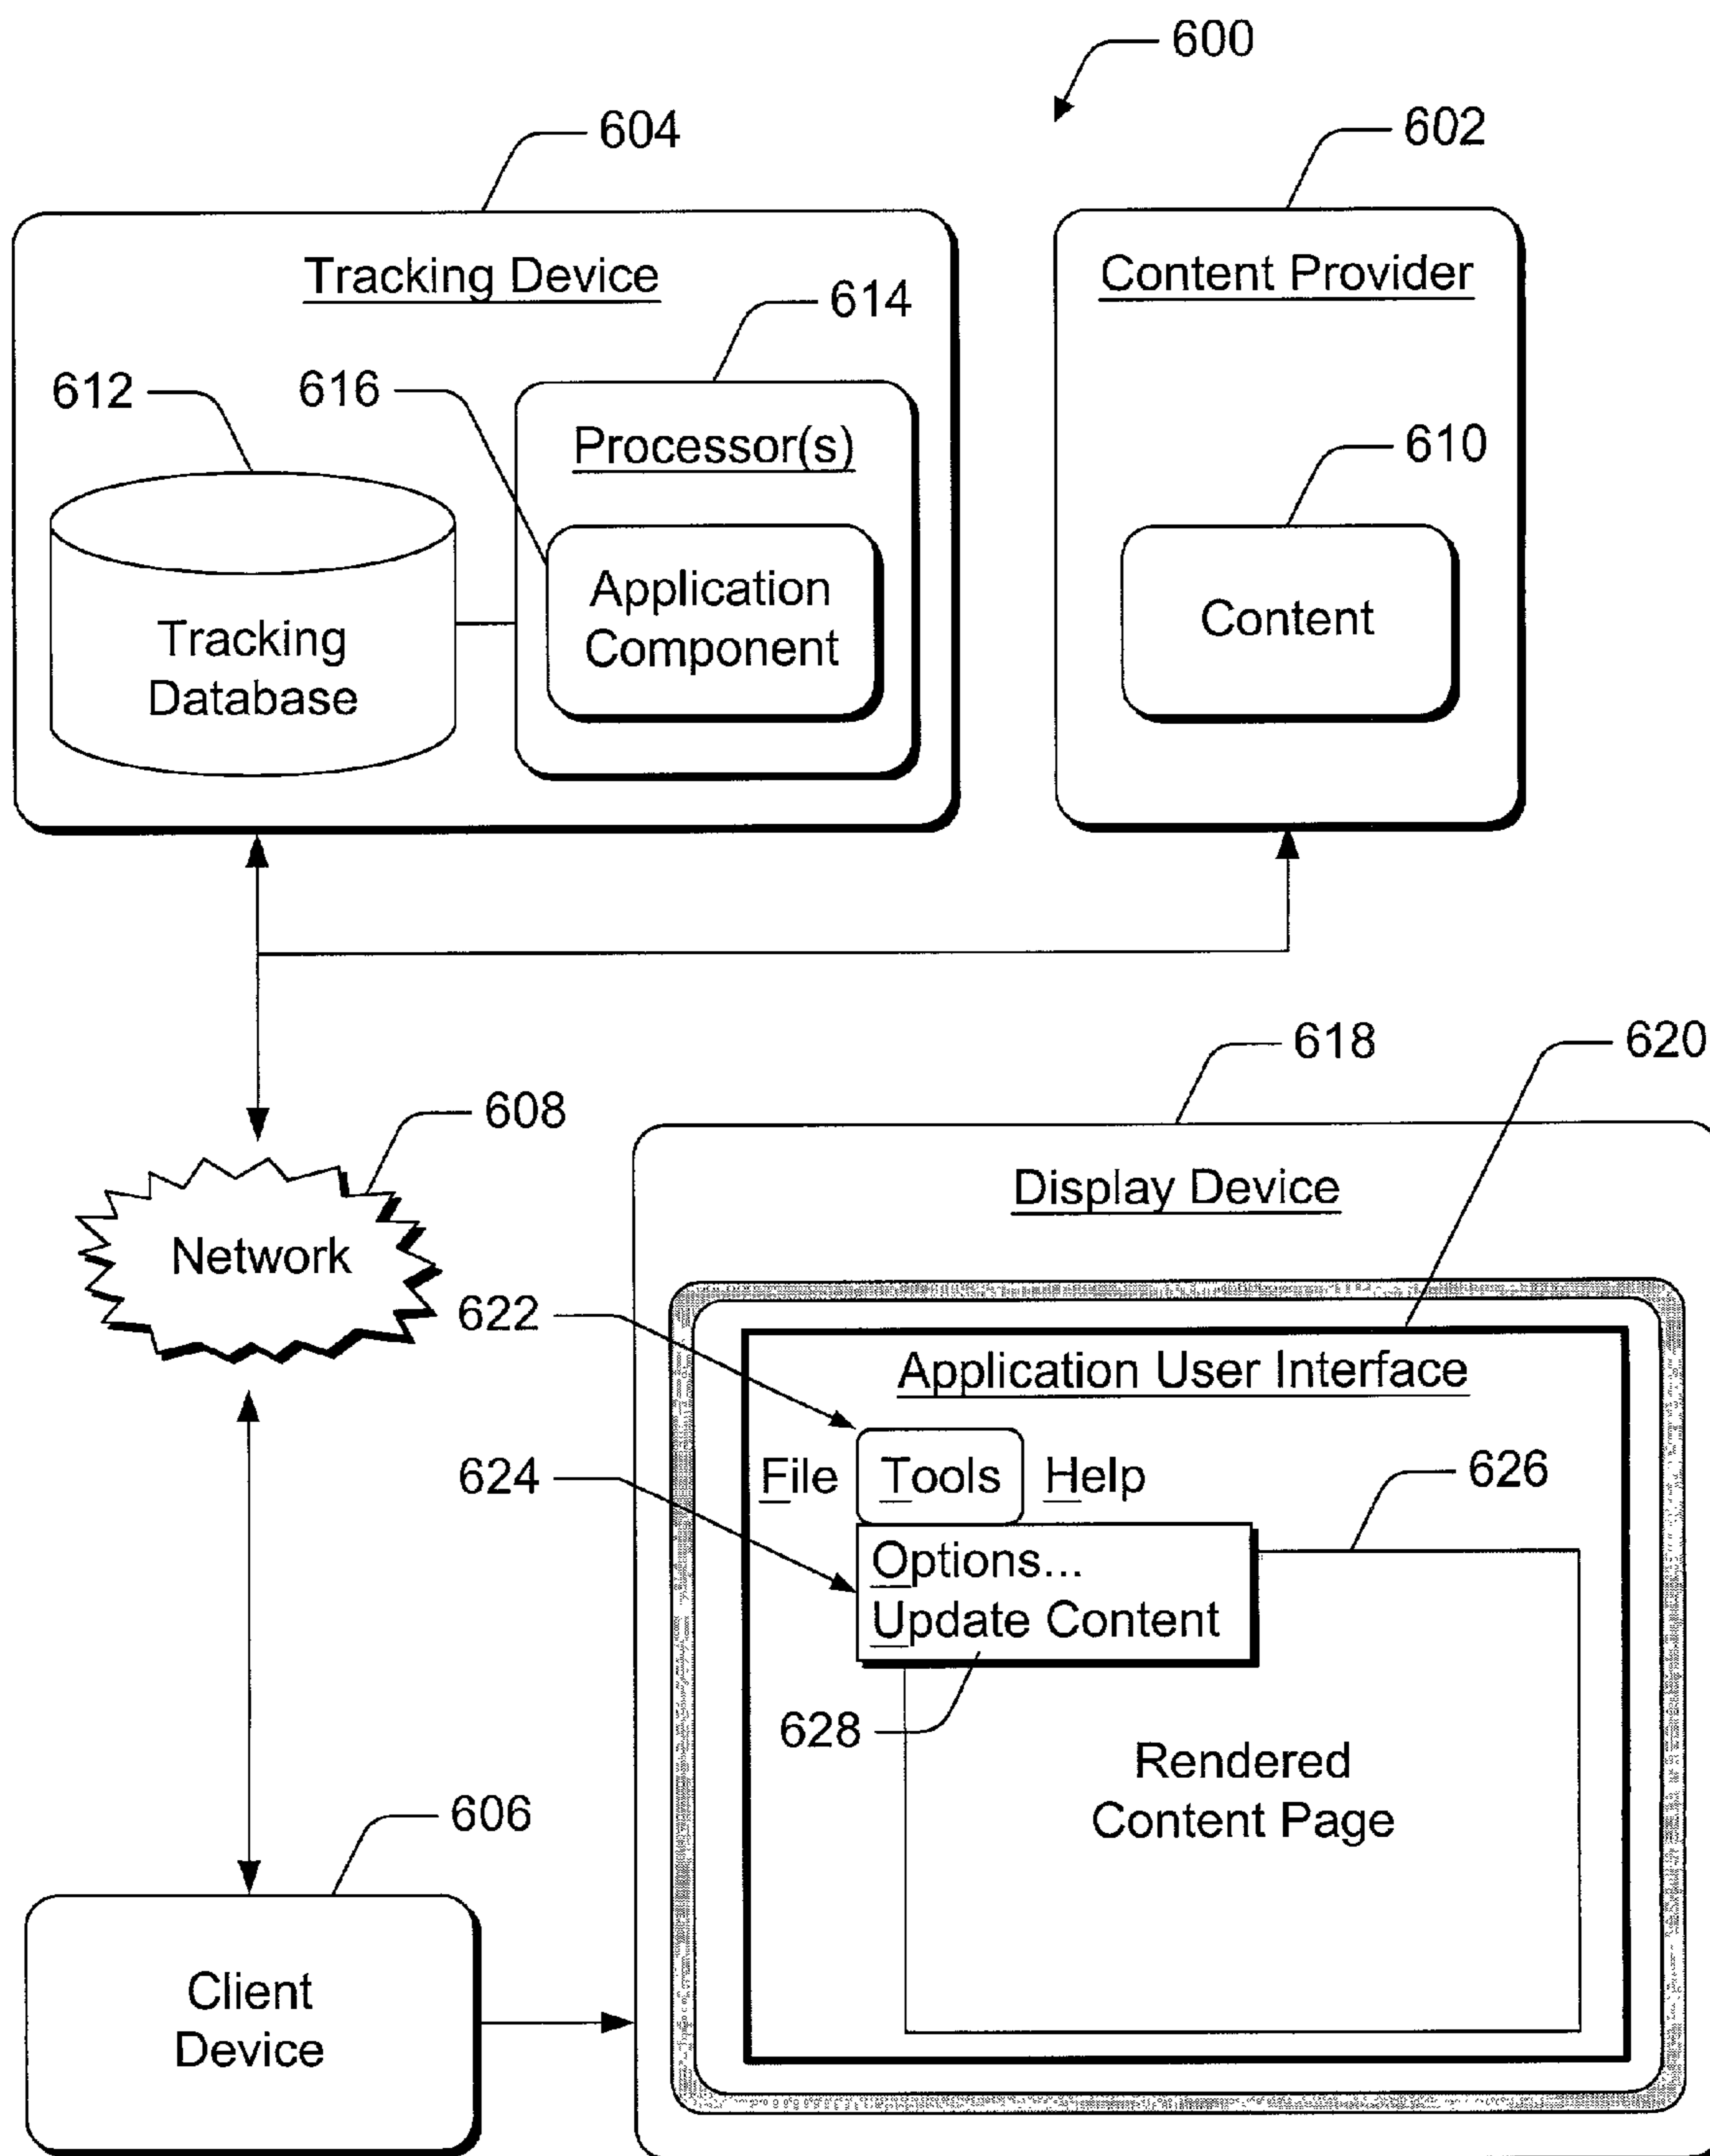 600
604
602
Tracking Device
Content Provider
614
612
616
Processor(s)
610
Application
Component
Content
Tracking
Database
618
620
608
Display Device
Network
622
Application User Interface
File Tools Help
624
626
Options...
Update Content
628
Rendered
Content Page
606
Client
Device